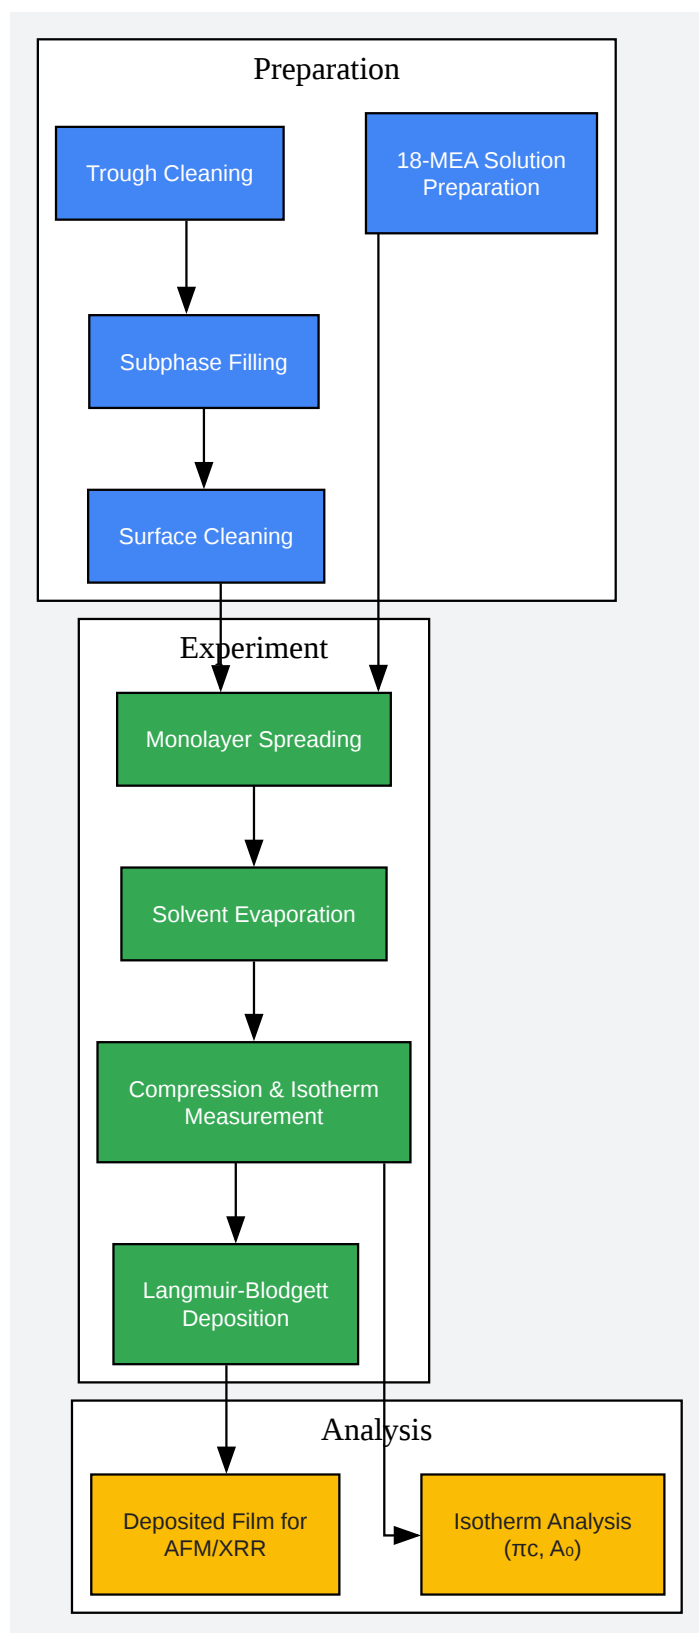 Preparation
Trough Cleaning
18-MEA Solution
Preparation
Subphase Filling
Surface Cleaning
Experiment
Monolayer Spreading
Solvent Evaporation
Compression & Isotherm
Measurement
Langmuir-Blodgett
Deposition
Analysis
Deposited Film for
AFM/XRR
Isotherm Analysis
(πc, A₀)